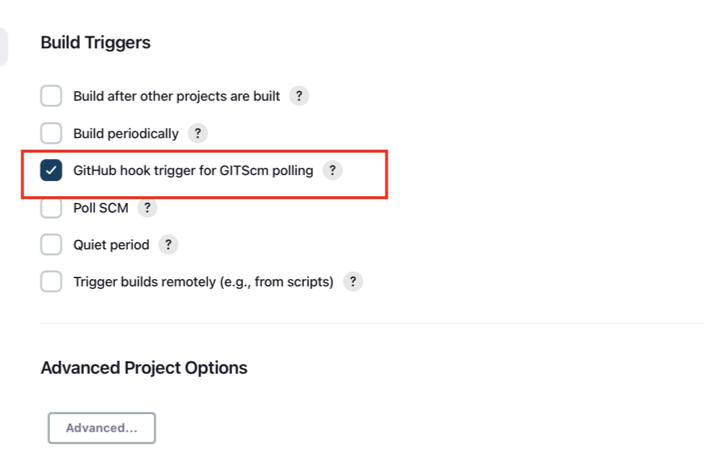 Build Triggers
Build after other projects are built ?
Build periodically ?
GitHub hook trigger for GITScm polling ?
Poll SCM ?
Quiet period ?
Trigger builds remotely (e.g., from scripts) ?
Advanced Project Options
Advanced...